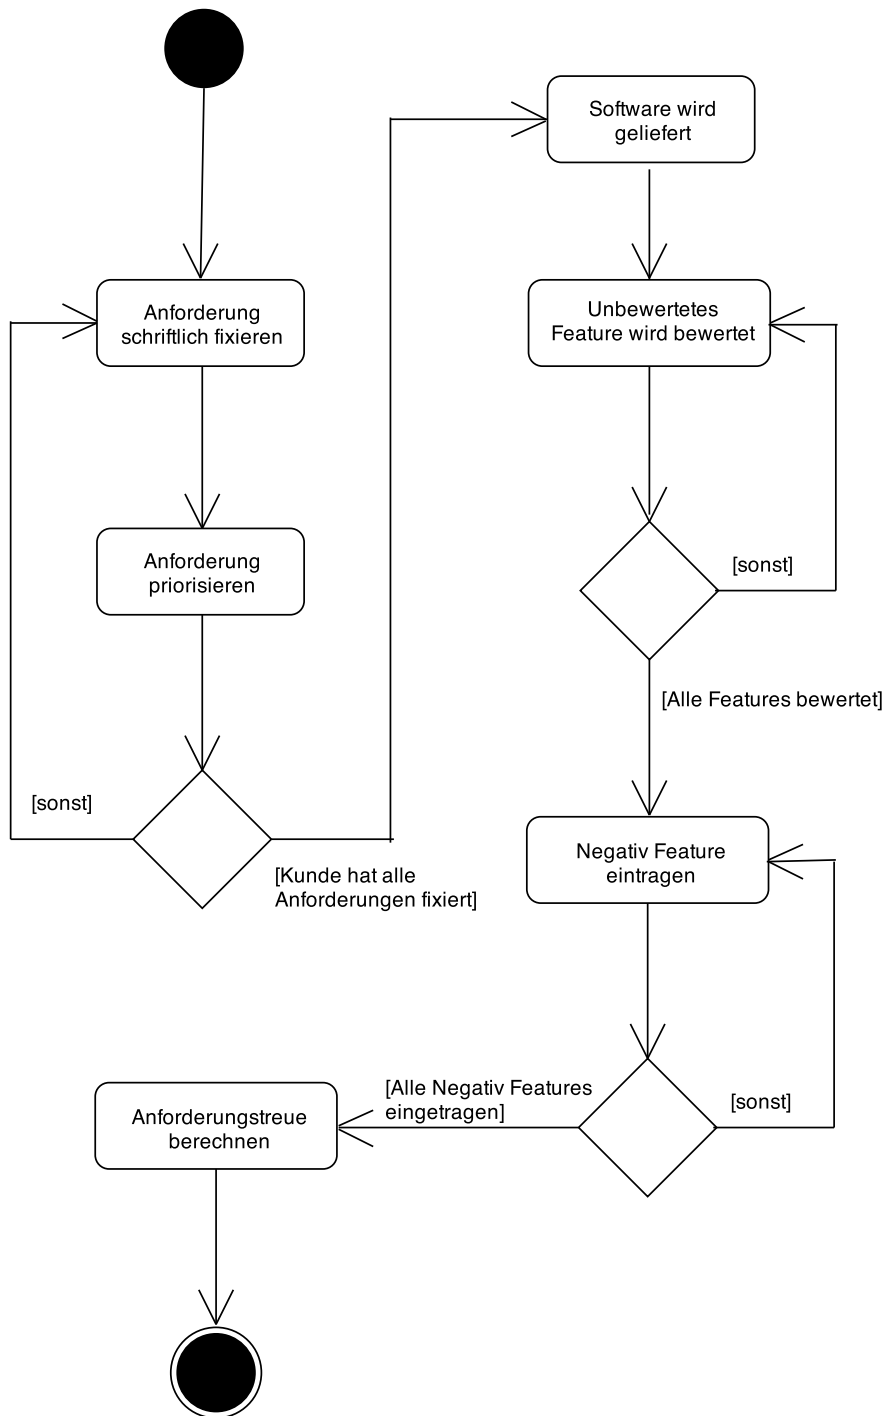 Anforderung
schriftlich fixieren
Anforderung
priorisieren
[sonst]
[Kunde hat alle
Anforderungen fixiert]
Software wird
geliefert
Unbewertetes
Feature wird bewertet
[sonst]
[Alle Features bewertet]
Negativ Feature
eintragen
[sonst]
[Alle Negativ Features
eingetragen]
Anforderungstreue
berechnen